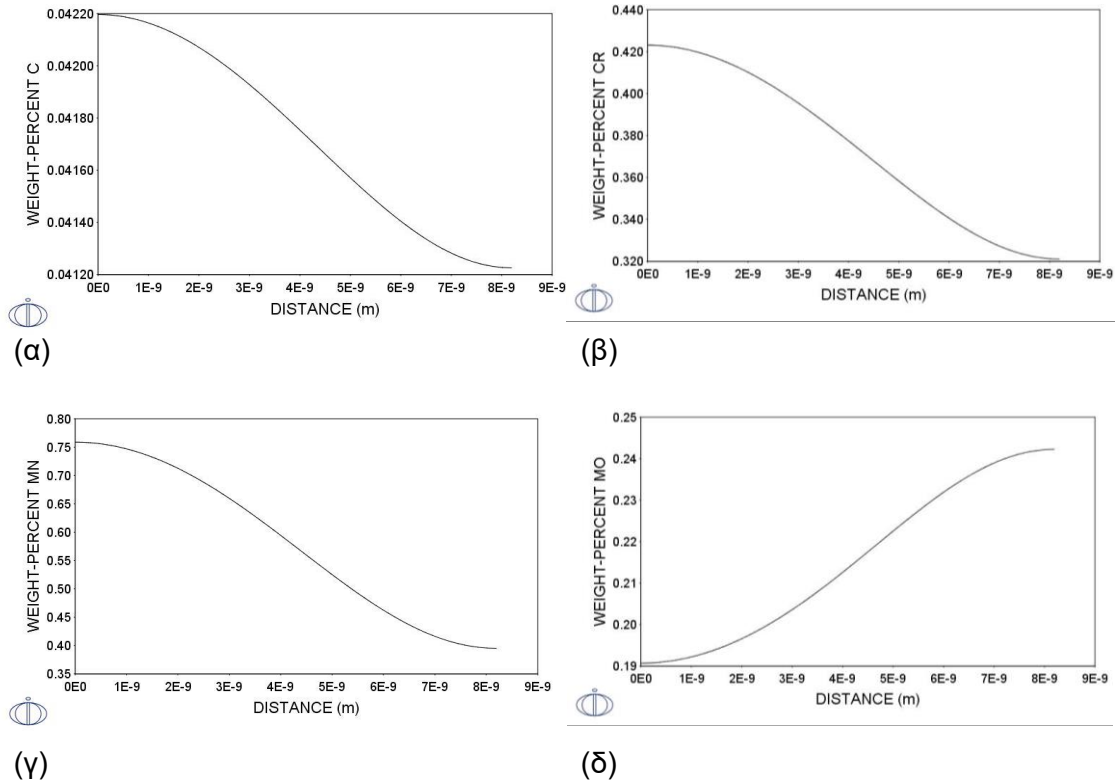 0.04220
0.04200
0.04180
0.04160
0.04140
0.04120
WEIGHT-PERCENT C
0E0 1E-9 2E-9 3E-9 4E-9 5E-9 6E-9 7E-9 8E-9 9E-9
DISTANCE (m)
(α)
0.440
0.420
0.400
0.380
0.360
0.340
0.320
WEIGHT-PERCENT CR
0E0 1E-9 2E-9 3E-9 4E-9 5E-9 6E-9 7E-9 8E-9 9E-9
DISTANCE (m)
(β)
0.80
0.75
0.70
0.65
0.60
0.55
0.50
0.45
0.40
0.35
WEIGHT-PERCENT MN
0E0 1E-9 2E-9 3E-9 4E-9 5E-9 6E-9 7E-9 8E-9 9E-9
DISTANCE (m)
(γ)
0.25
0.24
0.23
0.22
0.21
0.20
0.19
WEIGHT-PERCENT MO
0E0 1E-9 2E-9 3E-9 4E-9 5E-9 6E-9 7E-9 8E-9 9E-9
DISTANCE (m)
(δ)